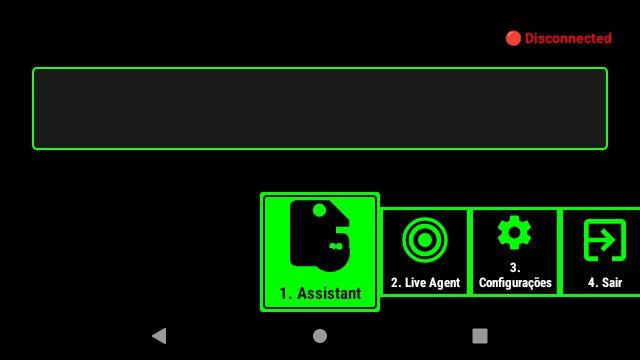 Disconnected
1. Assistant
2. Live Agent
3.
Configurações
4. Sair